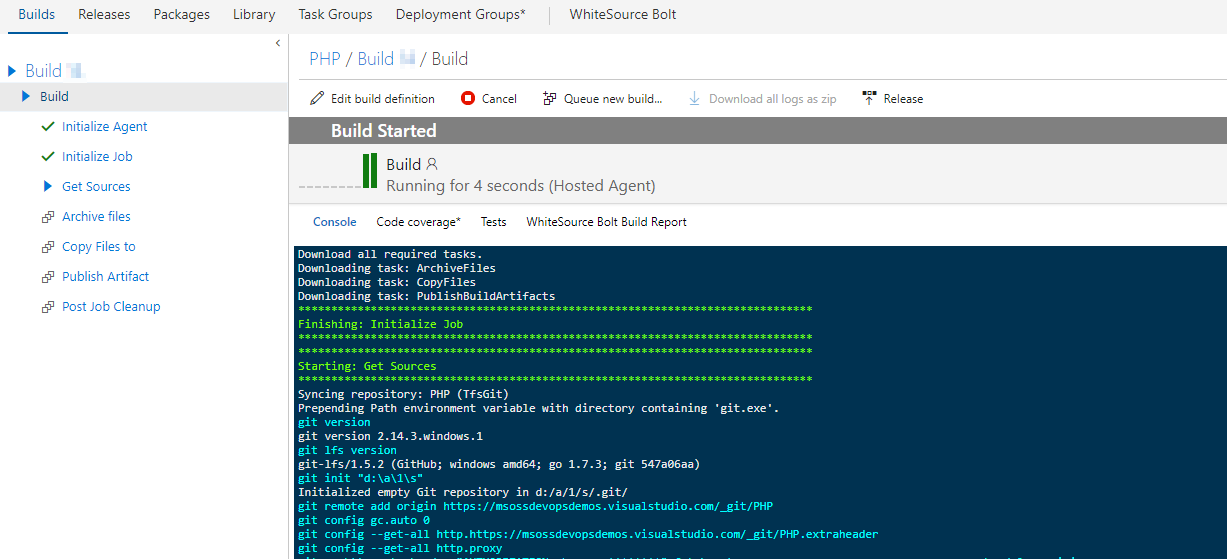 Builds Releases Packages Library Task Groups Deployment Groups* WhiteSource Bolt
Build
Build
Initialize Agent
Initialize Job
Get Sources
Archive files
Copy Files to
Publish Artifact
Post Job Cleanup
PHP / Build / Build
Edit build definition Cancel Queue new build... Download all logs as zip Release
Build Started
Build
Running for 4 seconds (Hosted Agent)
Console Code coverage* Tests WhiteSource Bolt Build Report
Download all required tasks.
Downloading task: ArchiveFiles
Downloading task: CopyFiles
Downloading task: PublishBuildArtifacts
******************************************************************************
Finishing: Initialize Job
******************************************************************************
******************************************************************************
Starting: Get Sources
******************************************************************************
Syncing repository: PHP (TfsGit)
Prepending Path environment variable with directory containing 'git.exe'.
git version
git version 2.14.3.windows.1
git lfs version
git-lfs/1.5.2 (GitHub; windows amd64; go 1.7.3; git 547a06aa)
git init "d:\a\1\s"
Initialized empty Git repository in d:/a/1/s/.git/
git remote add origin https://msossdevopsdemos.visualstudio.com/_git/PHP
git config gc.auto 0
git config --get-all http.https://msossdevopsdemos.visualstudio.com/_git/PHP.extraheader
git config --get-all http.proxy